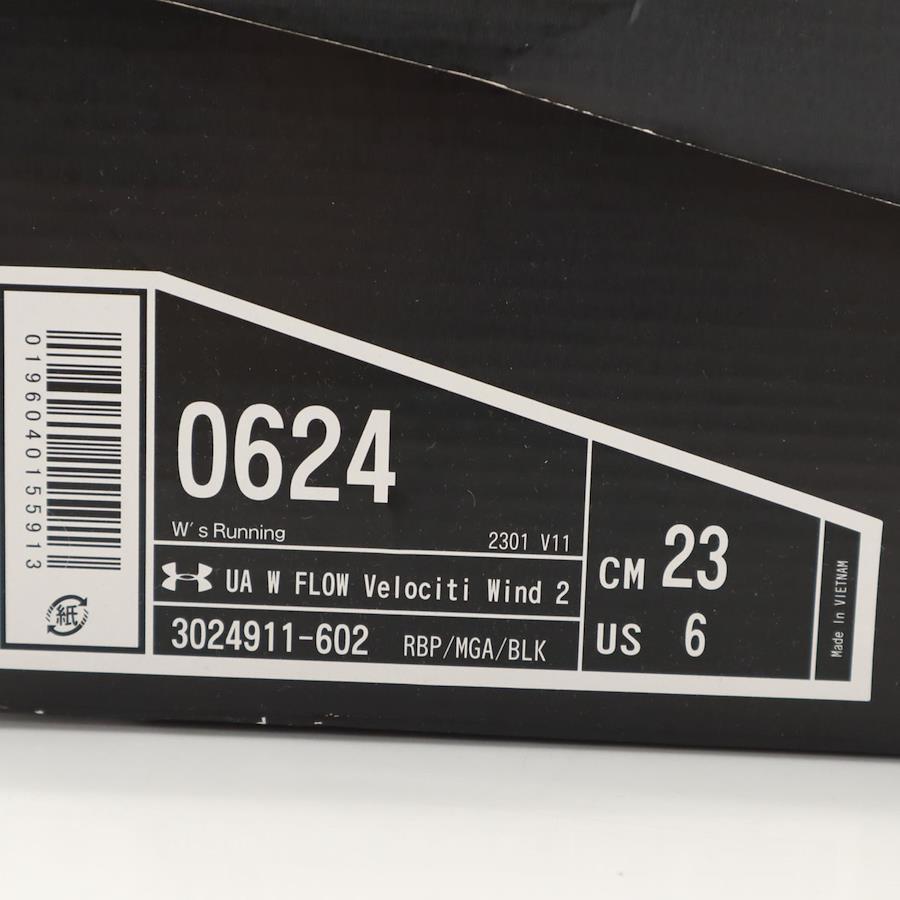 0196040155913
紙
0624
W's Running
2301 V11
UA W FLOW Velociti Wind 2
3024911-602 RBP/MGA/BLK
CM 23
US 6
Made In VIETNAM